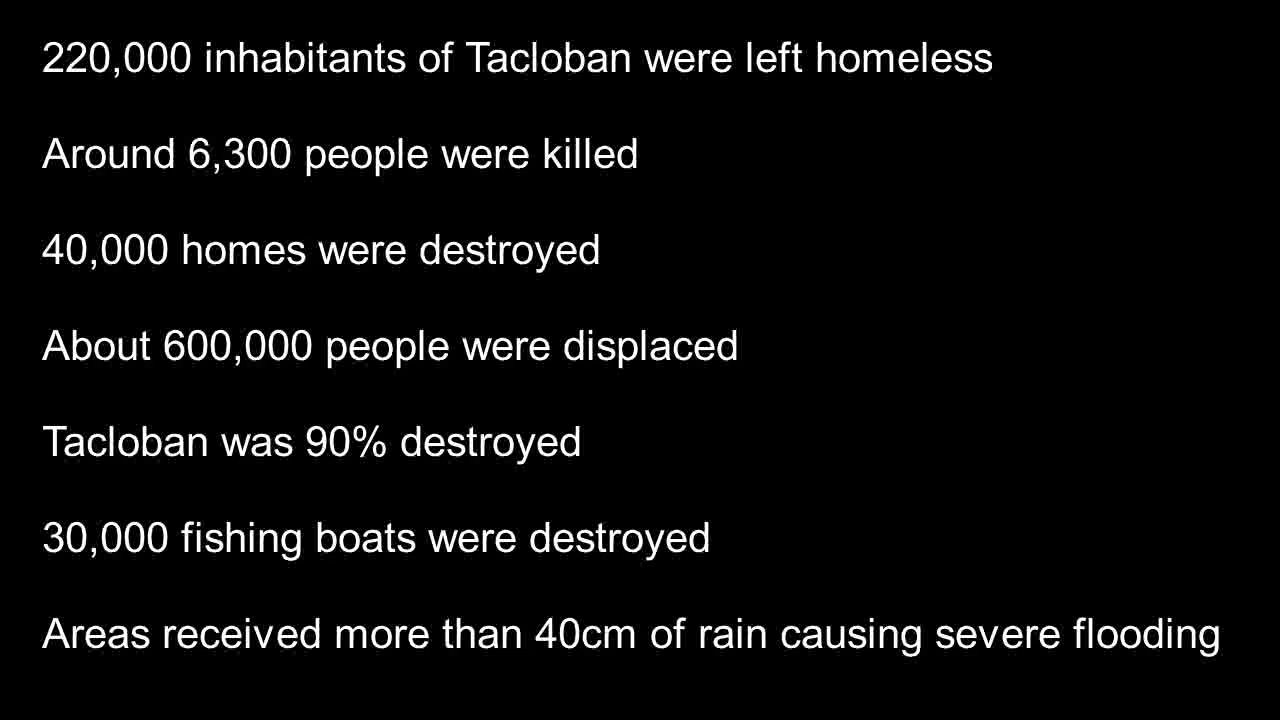 220,000 inhabitants of Tacloban were left homeless
Around 6,300 people were killed
40,000 homes were destroyed
About 600,000 people were displaced
Tacloban was 90% destroyed
30,000 fishing boats were destroyed
Areas received more than 40cm of rain causing severe flooding